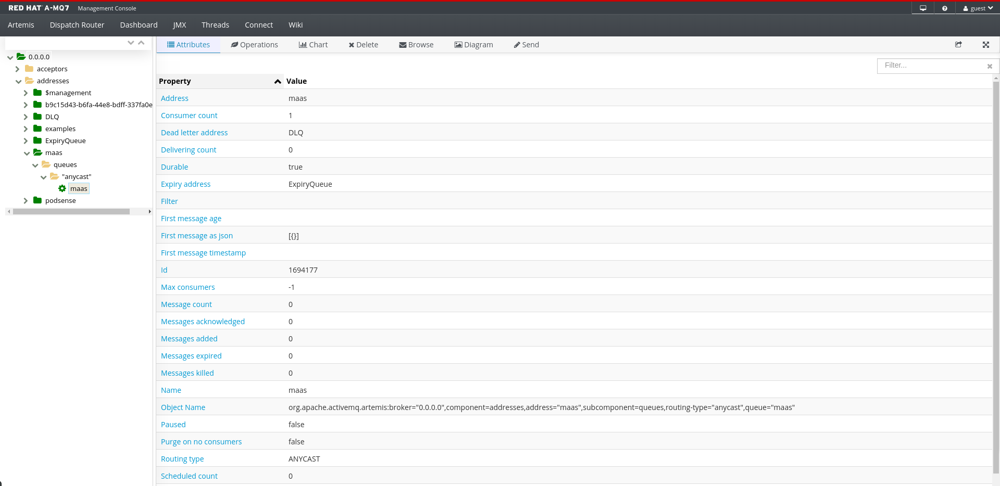 RED HAT A-MQ7 Management Console guest
Artemis Dispatch Router Dashboard JMX Threads Connect Wiki
Attributes Operations Chart Delete Browse Diagram Send
0.0.0.0
acceptors
addresses
$management
b9c15d43-b6fa-44e8-bdff-337fa0e
DLQ
examples
ExpiryQueue
maas
queues
"anycast"
maas
podsense
Filter...
Property Value
Address maas
Consumer count 1
Dead letter address DLQ
Delivering count 0
Durable true
Expiry address ExpiryQueue
Filter
First message age
First message as json [{}]
First message timestamp
Id 1694177
Max consumers -1
Message count 0
Messages acknowledged 0
Messages added 0
Messages expired 0
Messages killed 0
Name maas
Object Name org.apache.activemq.artemis:broker="0.0.0.0",component=addresses,address="maas",subcomponent=queues,routing-type="anycast",queue="maas"
Paused false
Purge on no consumers false
Routing type ANYCAST
Scheduled count 0